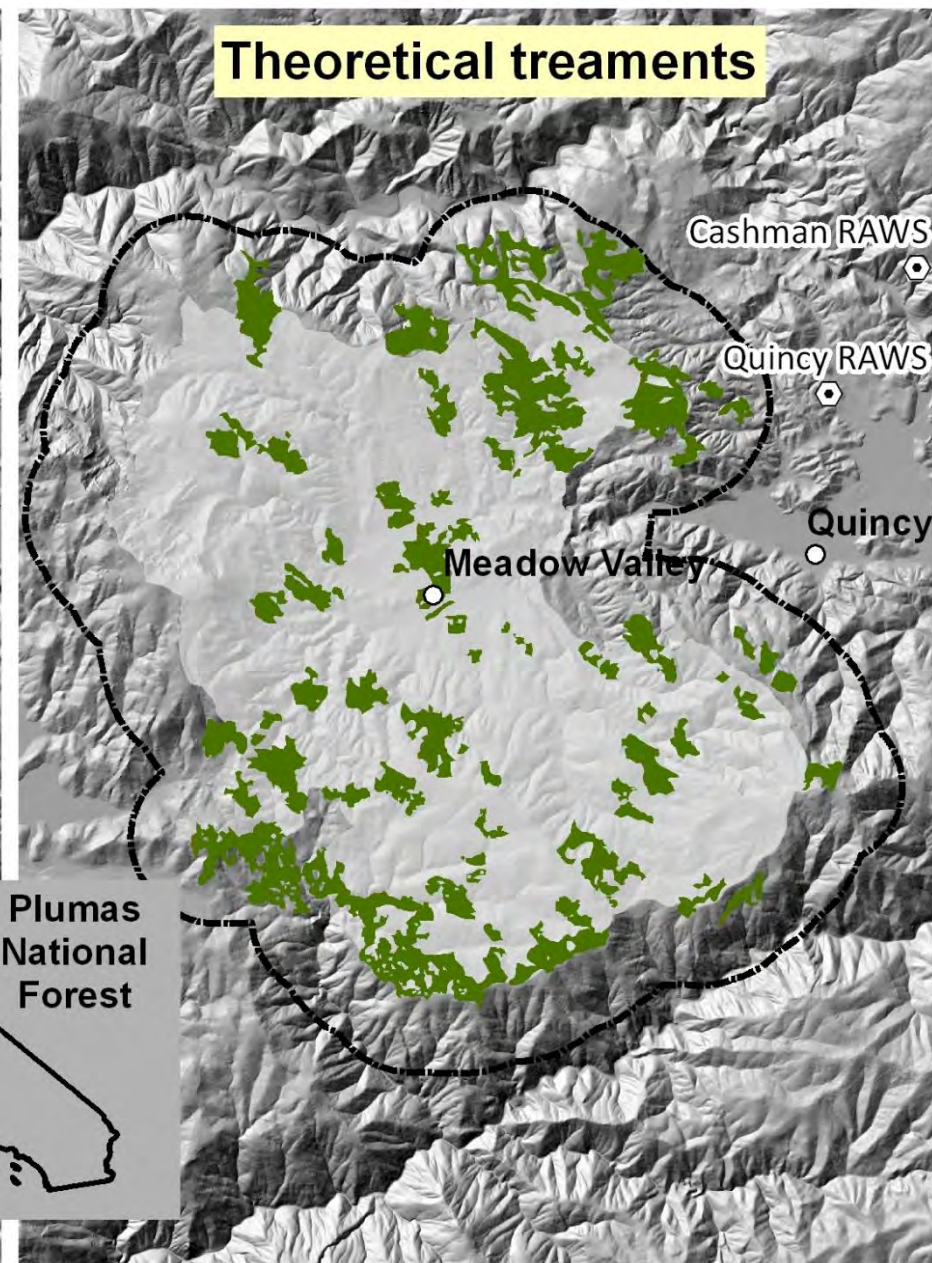 Theoretical treaments
Cashman RAWS
Quincy RAWS
Quincy
Meadow Valley
Plumas
National
Forest